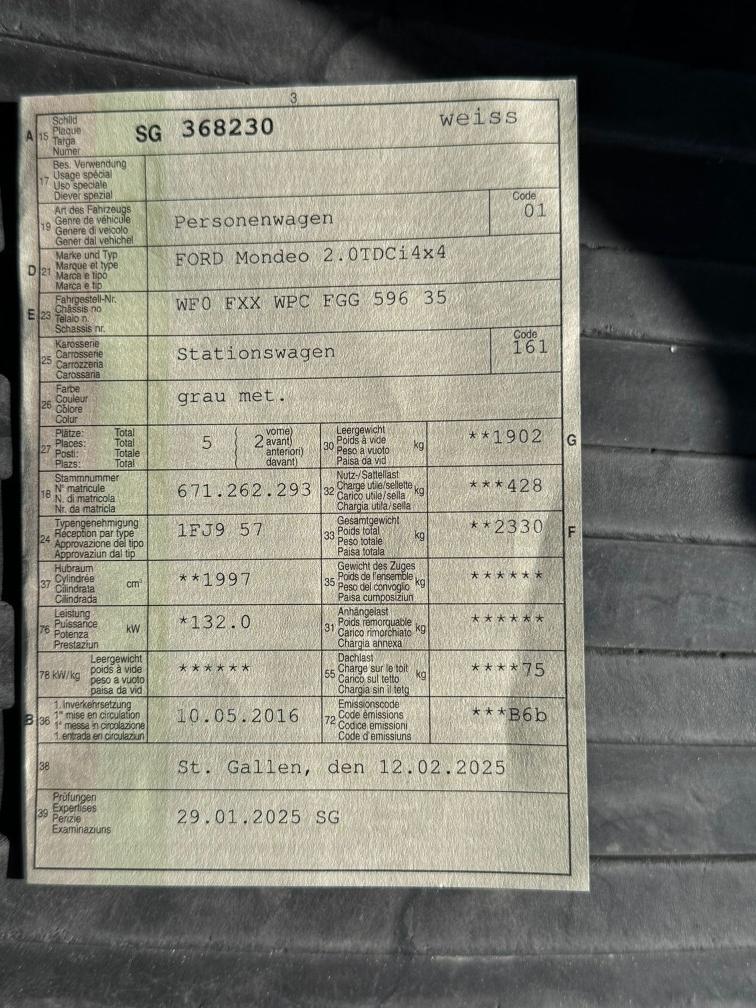 3
A 15 Schild
Plaque
Targa
Numer
SG 368230 weiss
17 Bes. Verwendung
Usage spécial
Uso speciale
Diever spezial
19 Art des Fahrzeugs
Genre de véhicule
Genere di veicolo
Gener dal vehichel
Personenwagen
Code
01
D 21 Marke und Typ
Marque et type
Marca e tipo
Marca e tip
FORD Mondeo 2.0TDCi4x4
E 23 Fahrgestell-Nr.
Châssis no
Telaio n.
Schassis nr.
WF0 FXX WPC FGG 596 35
25 Karosserie
Carrosserie
Carrozzeria
Carossaria
Stationswagen
Code
161
26 Farbe
Couleur
Colore
Colur
grau met.
27 Plätze: Total
Places: Total
Posti: Totale
Plazs: Total
5 2 vorne)
avant)
anteriori)
davant)
30 Leergewicht
Poids à vide
Peso a vuoto
Paisa da vid
kg **1902 G
18 Stammnummer
N° matricule
N. di matricola
Nr. da matricla
671.262.293
32 Nutz-/Sattellast
Charge utile/sellette
Carico utile/sella
Chargia utila/sella
kg ***428
24 Typengenehmigung
Réception par type
Approvazione del tipo
Approvaziun dal tip
1FJ9 57
33 Gesamtgewicht
Poids total
Peso totale
Paisa totala
kg **2330 F
37 Hubraum
Cylindrée
Cilindrata
Cilindrada
cm³ **1997
35 Gewicht des Zuges
Poids de l'ensemble
Peso del convoglio
Paisa cumposiziun
kg ******
76 Leistung
Puissance
Potenza
Prestaziun
kW *132.0
31 Anhängelast
Poids remorquable
Carico rimorchiato
Chargia annexa
kg ******
78 kW/kg Leergewicht
poids à vide
peso a vuoto
paisa da vid
******
55 Dachlast
Charge sur le toit
Carico sul tetto
Chargia sin il tetg
kg ****75
B 36 1. Inverkehrsetzung
1re mise en circulation
1a messa in circolazione
1. entrada en circulaziun
10.05.2016
72 Emissionscode
Code émissions
Codice emissioni
Code d'emissiuns
***B6b
38 St. Gallen, den 12.02.2025
39 Prüfungen
Expertises
Perizie
Examinaziuns
29.01.2025 SG